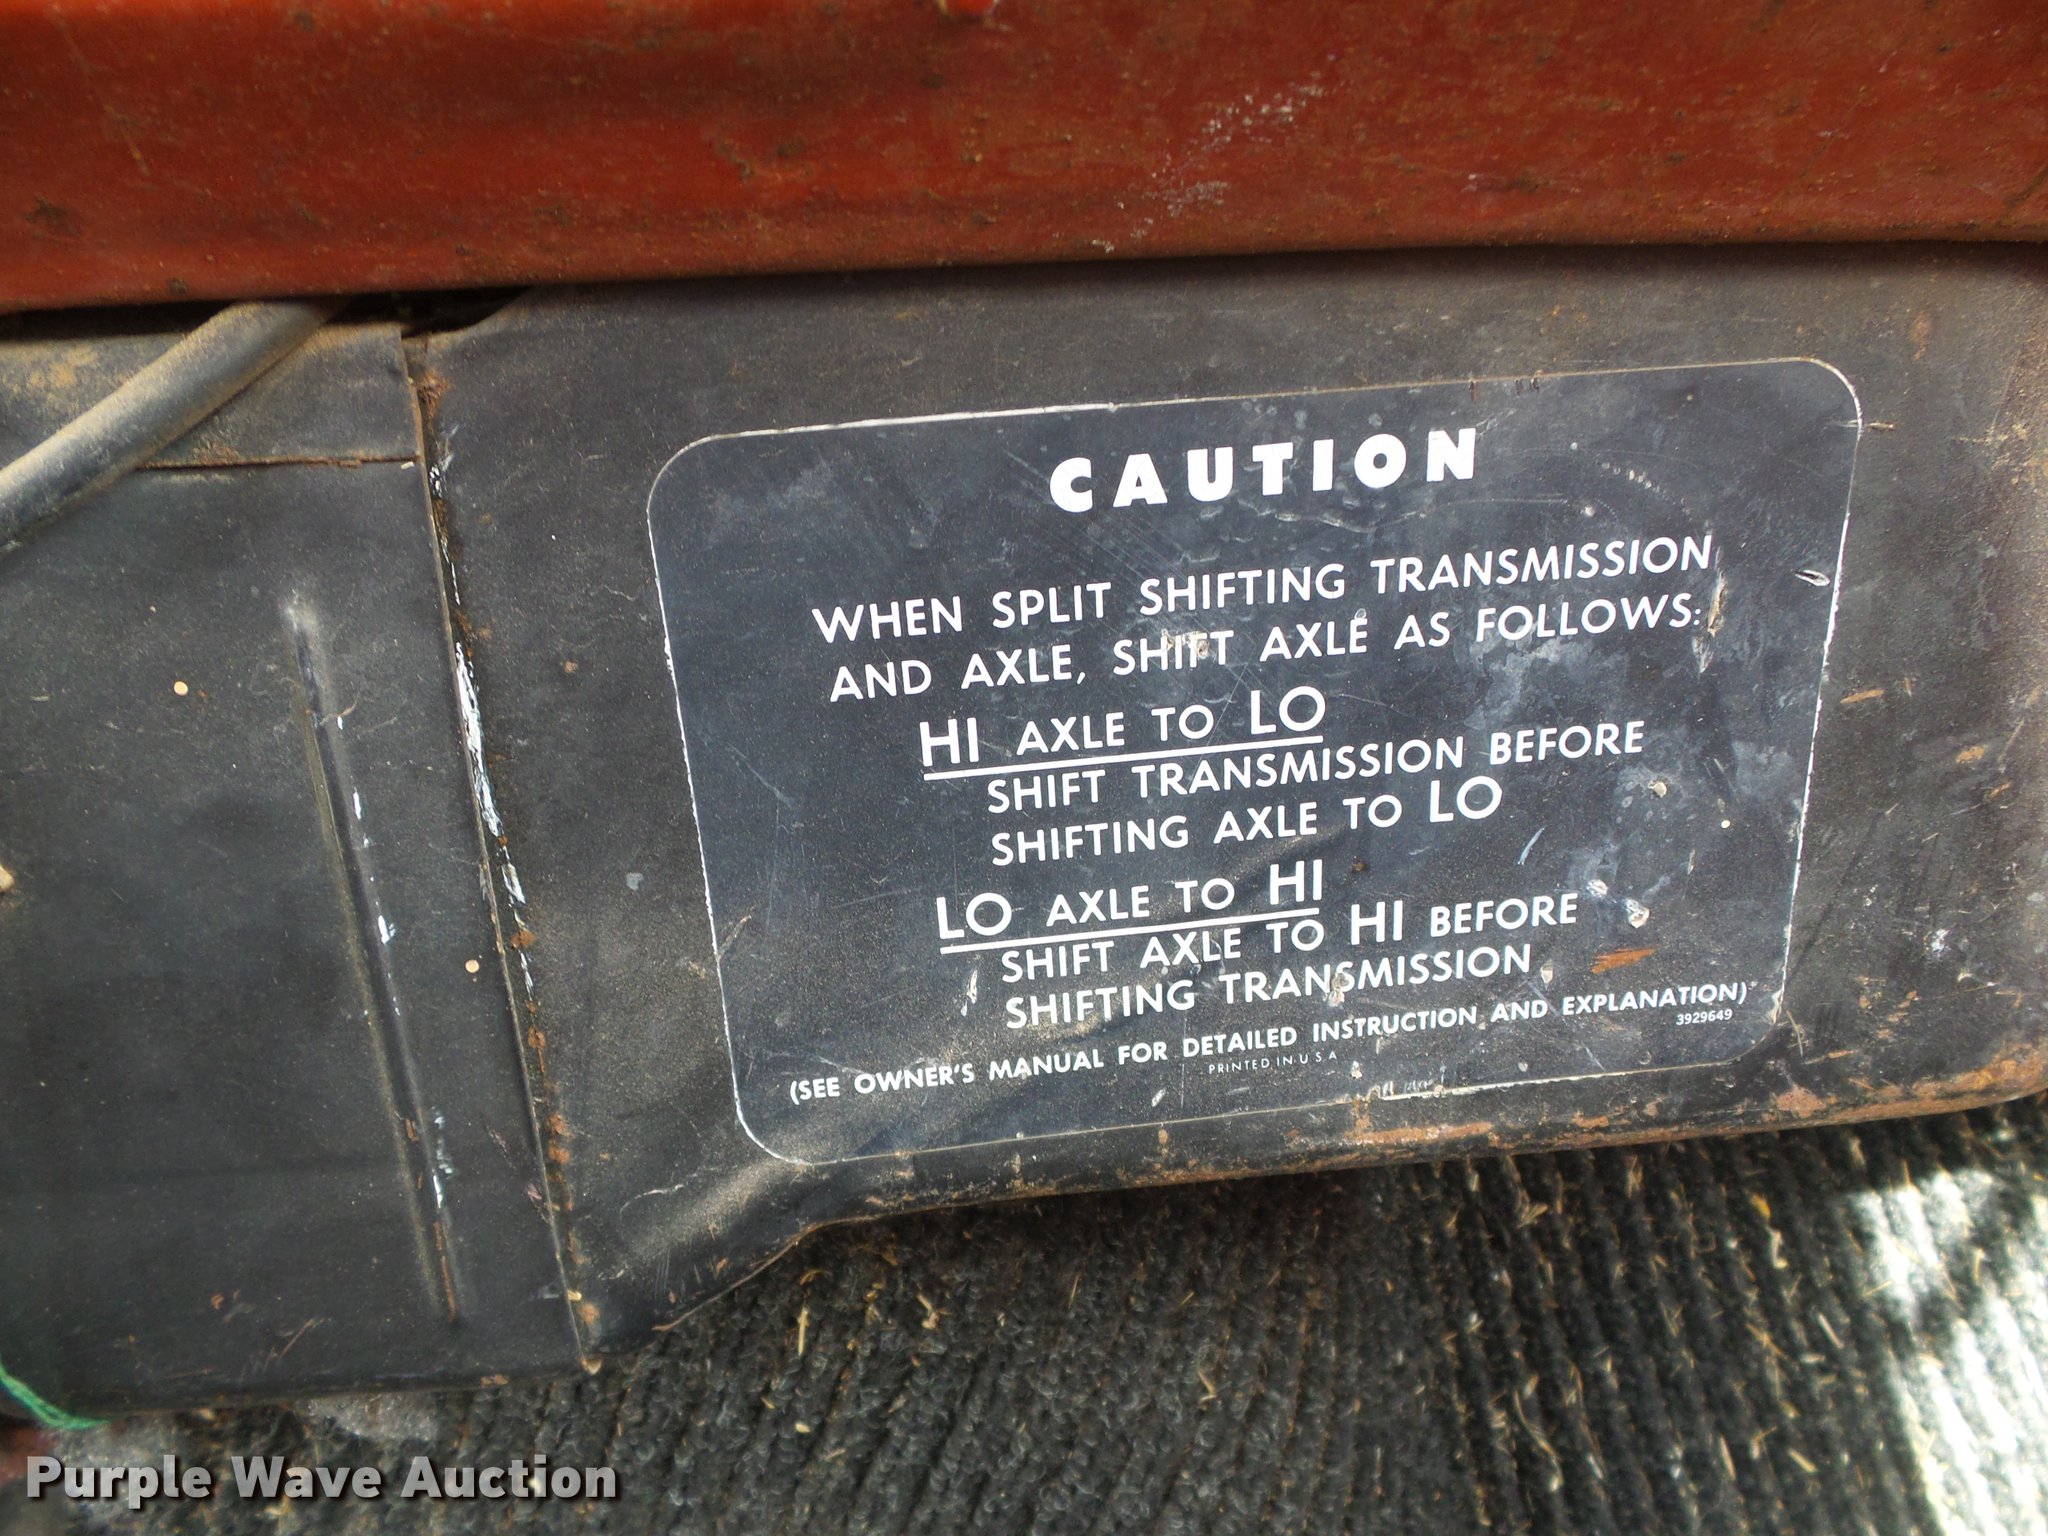 CAUTION
WHEN SPLIT SHIFTING TRANSMISSION
AND AXLE, SHIFT AXLE AS FOLLOWS:
HI AXLE TO LO
SHIFT TRANSMISSION BEFORE
SHIFTING AXLE TO LO
LO AXLE TO HI
SHIFT AXLE TO HI BEFORE
SHIFTING TRANSMISSION
(SEE OWNER'S MANUAL FOR DETAILED INSTRUCTION AND EXPLANATION)
3929649
PRINTED IN U S A
Purple Wave Auction